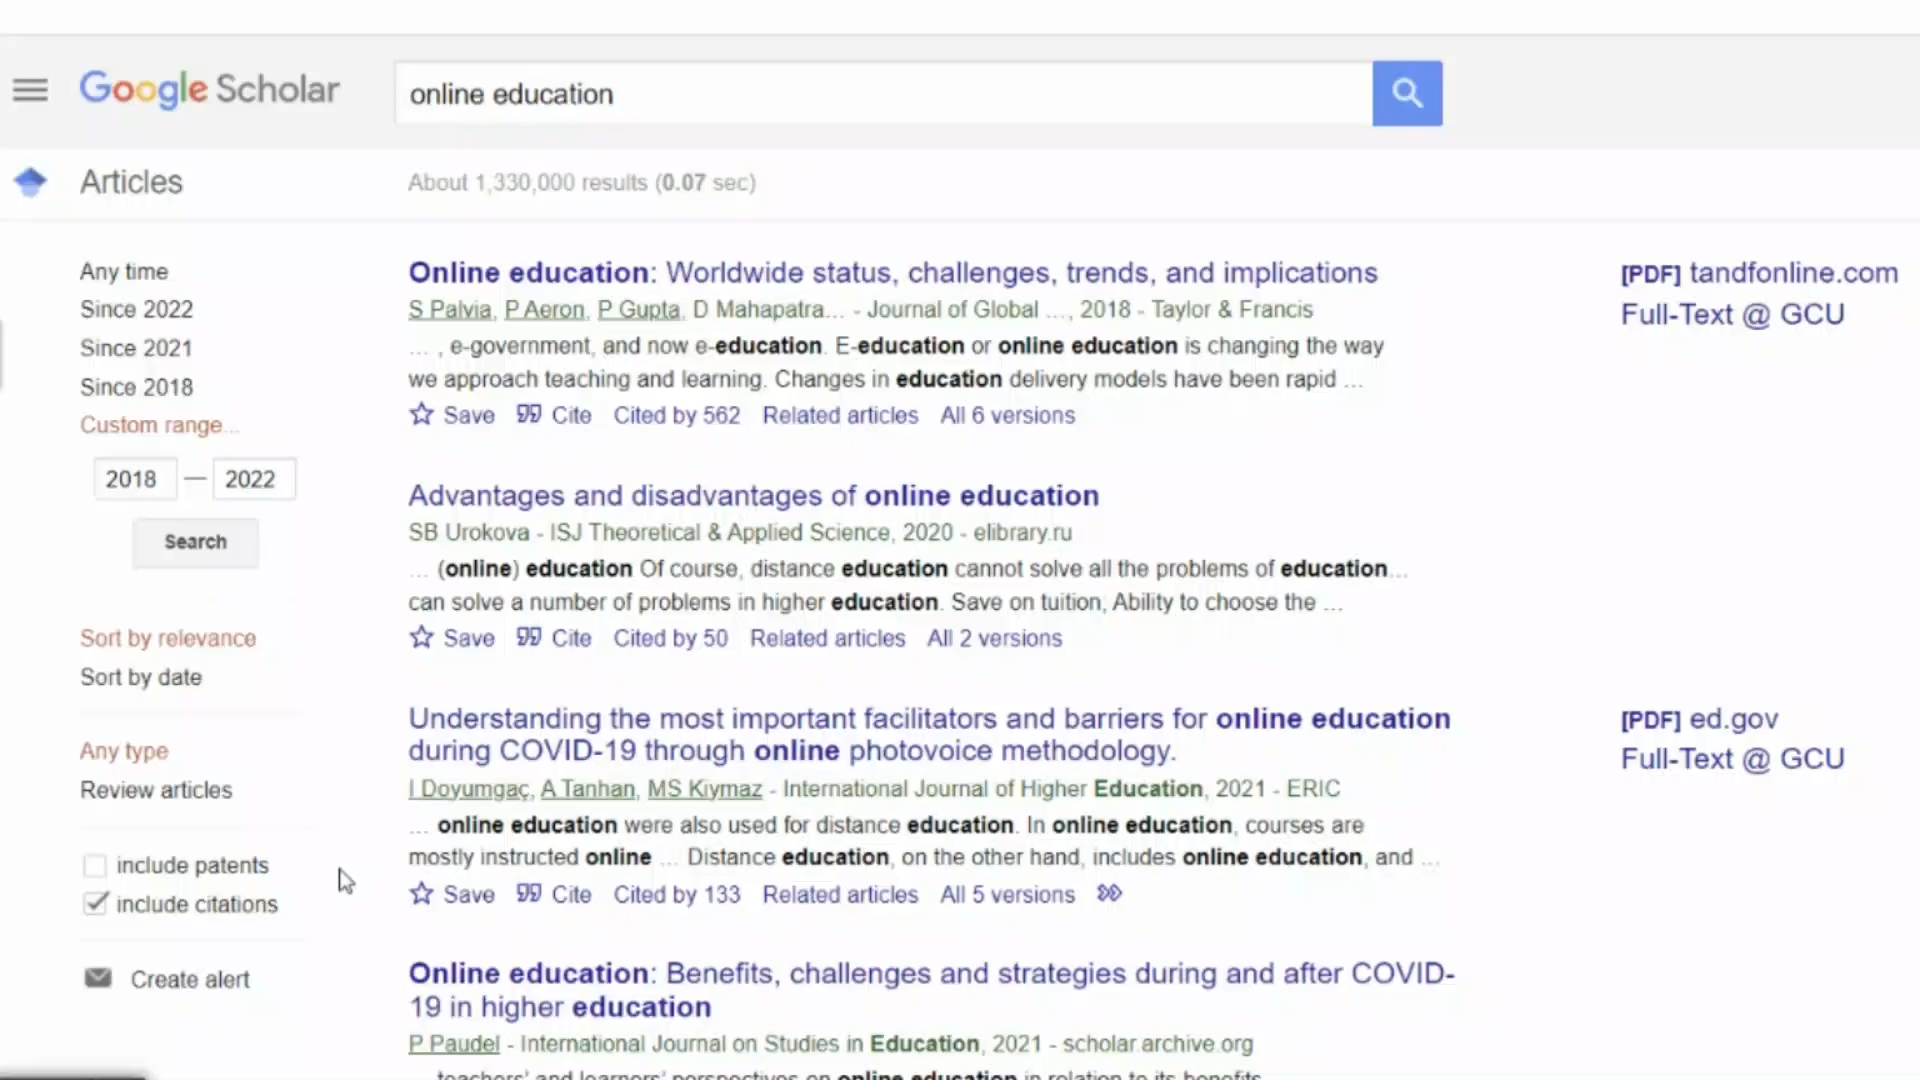 Google Scholar
online education
Articles
About 1,330,000 results (0.07 sec)
Any time
Since 2022
Since 2021
Since 2018
Custom range...
2018 — 2022
Search
Sort by relevance
Sort by date
Any type
Review articles
include patents
include citations
Create alert
Online education: Worldwide status, challenges, trends, and implications
S Palvia, P Aeron, P Gupta, D Mahapatra... - Journal of Global ..., 2018 - Taylor & Francis
... , e-government, and now e-education. E-education or online education is changing the way
we approach teaching and learning. Changes in education delivery models have been rapid ...
Save Cite Cited by 562 Related articles All 6 versions
[PDF] tandfonline.com
Full-Text @ GCU
Advantages and disadvantages of online education
SB Urokova - ISJ Theoretical & Applied Science, 2020 - elibrary.ru
... (online) education Of course, distance education cannot solve all the problems of education...
can solve a number of problems in higher education. Save on tuition, Ability to choose the ...
Save Cite Cited by 50 Related articles All 2 versions
Understanding the most important facilitators and barriers for online education
during COVID-19 through online photovoice methodology.
I Doyumgaç, A Tanhan, MS Kiymaz - International Journal of Higher Education, 2021 - ERIC
... online education were also used for distance education. In online education, courses are
mostly instructed online ... Distance education, on the other hand, includes online education, and ...
Save Cite Cited by 133 Related articles All 5 versions
[PDF] ed.gov
Full-Text @ GCU
Online education: Benefits, challenges and strategies during and after COVID-
19 in higher education
P Paudel - International Journal on Studies in Education, 2021 - scholar.archive.org
teachers' and learners' perspectives on online education in relation to its benefits